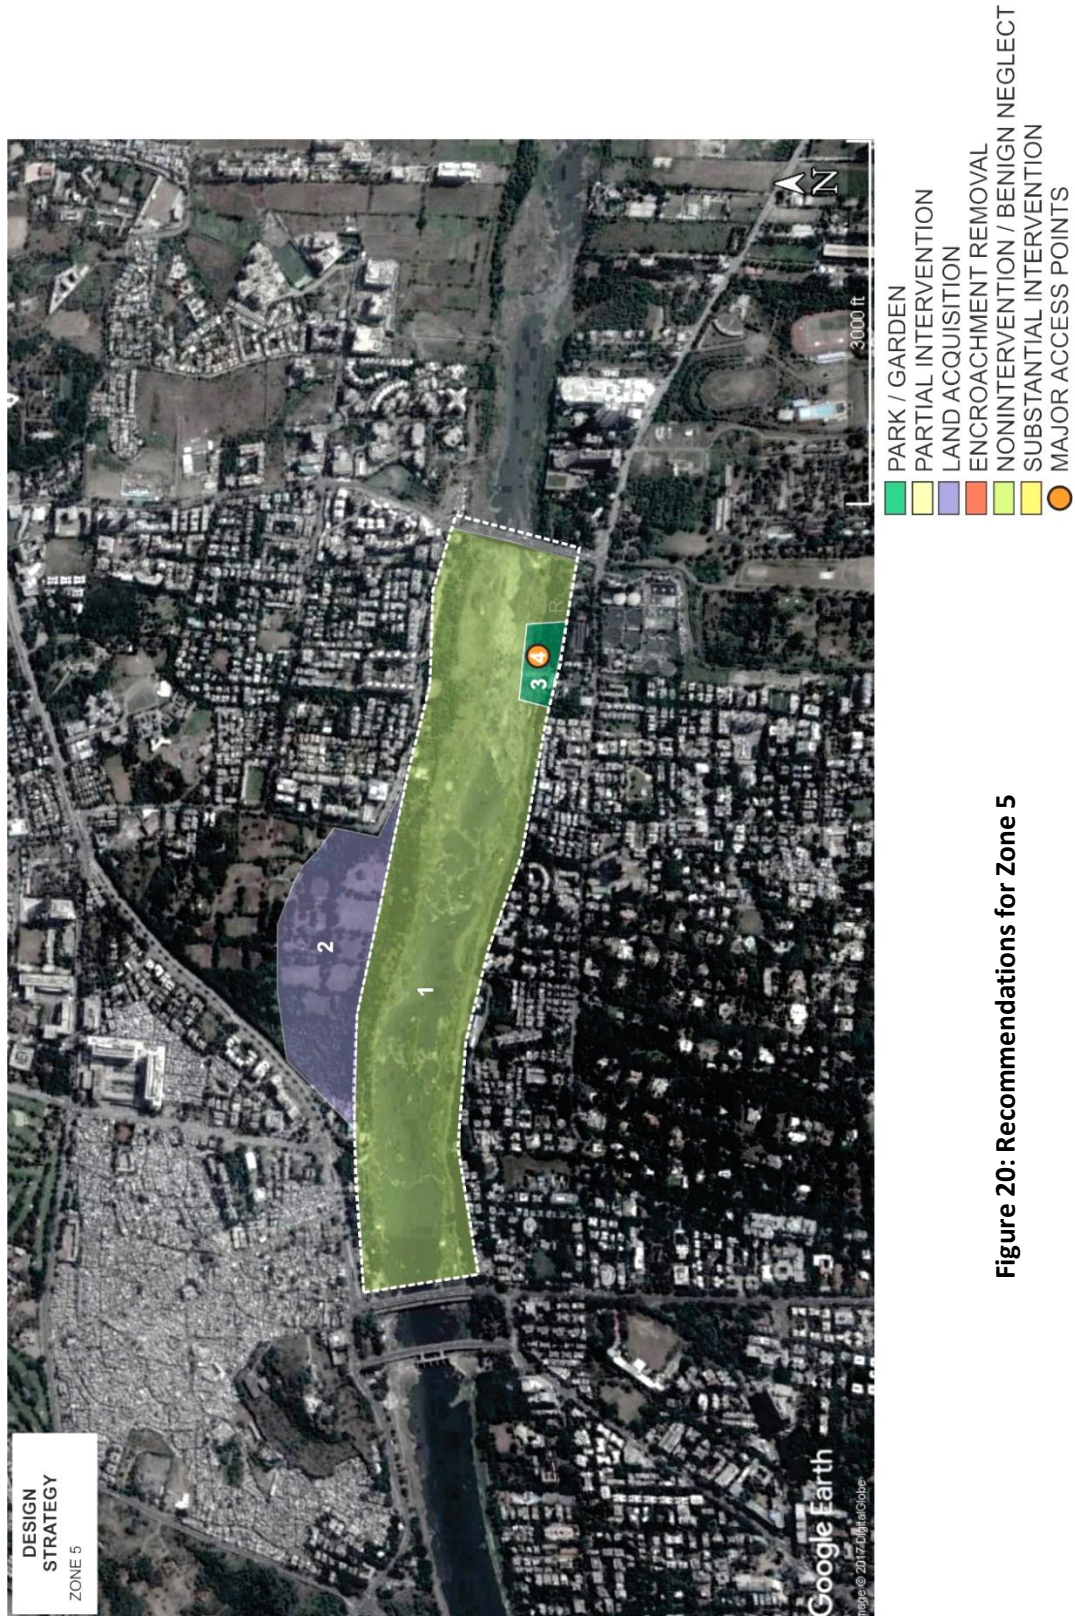 DESIGN
STRATEGY
ZONE 5
2
1
3
4
R
N
3000 ft
Google Earth
mage © 2017 DigitalGlobe
PARK / GARDEN
PARTIAL INTERVENTION
LAND ACQUISITION
ENCROACHMENT REMOVAL
NONINTERVENTION / BENIGN NEGLECT
SUBSTANTIAL INTERVENTION
MAJOR ACCESS POINTS
Figure 20: Recommendations for Zone 5